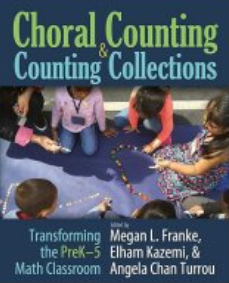 Choral Counting
&
Counting Collections
Transforming
the PreK–5
Math Classroom
Edited by
Megan L. Franke,
Elham Kazemi, &
Angela Chan Turrou